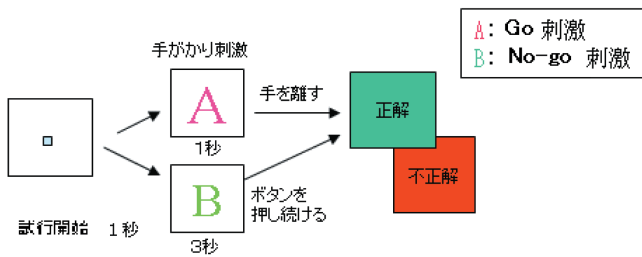 A: Go 刺激
B: No-go 刺激
手がかり刺激
A
1秒
手を離す
正解
不正解
B
3秒
ボタンを
押し続ける
試行開始 1秒